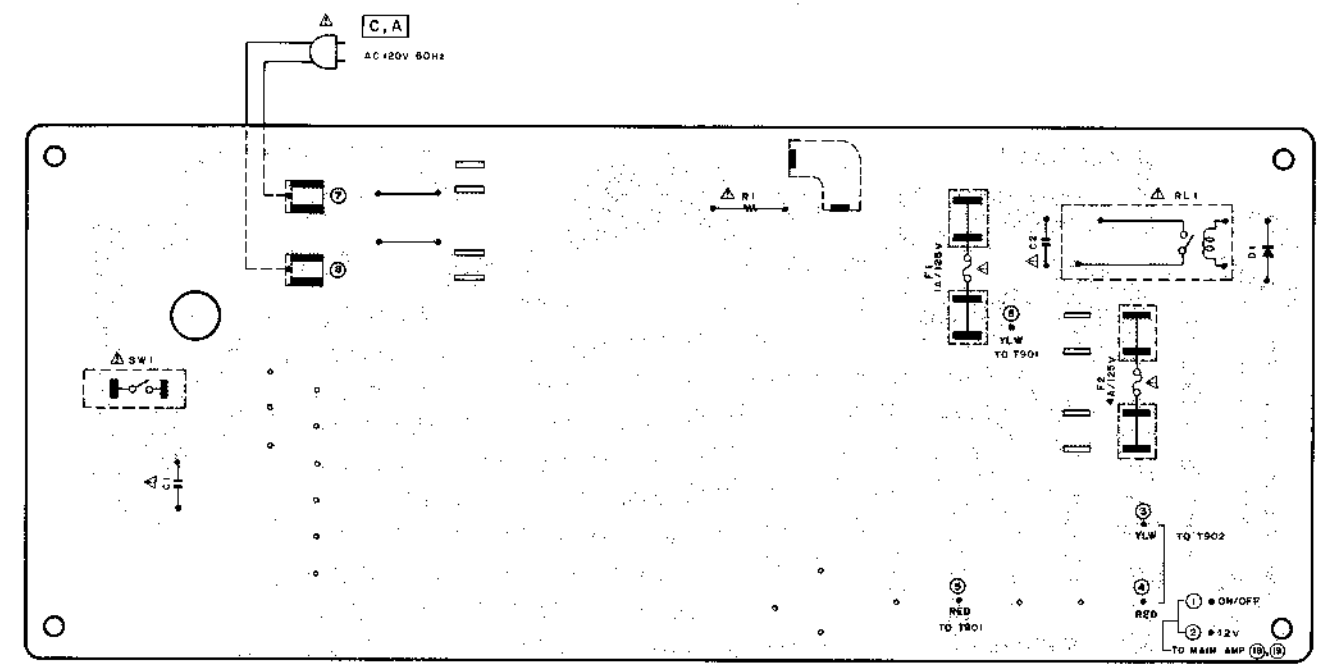 C, A
AC 120V 60Hz
7
8
R1
RL1
C2
D1
F1
1A/125V
6
YLW
TO T901
F2
4A/125V
SW1
C1
3
YLW
TO T902
5
RED
TO T901
4
RED
1 ON/OFF
2 +12V
TO MAIN AMP 18, 19